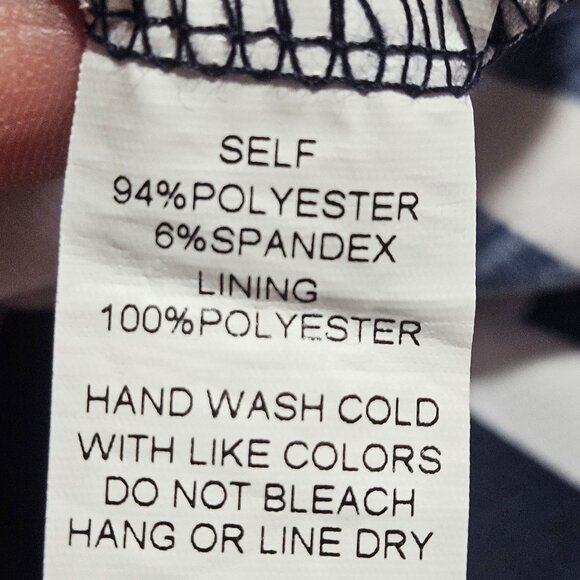 SELF
94%POLYESTER
6%SPANDEX
LINING
100%POLYESTER
HAND WASH COLD
WITH LIKE COLORS
DO NOT BLEACH
HANG OR LINE DRY